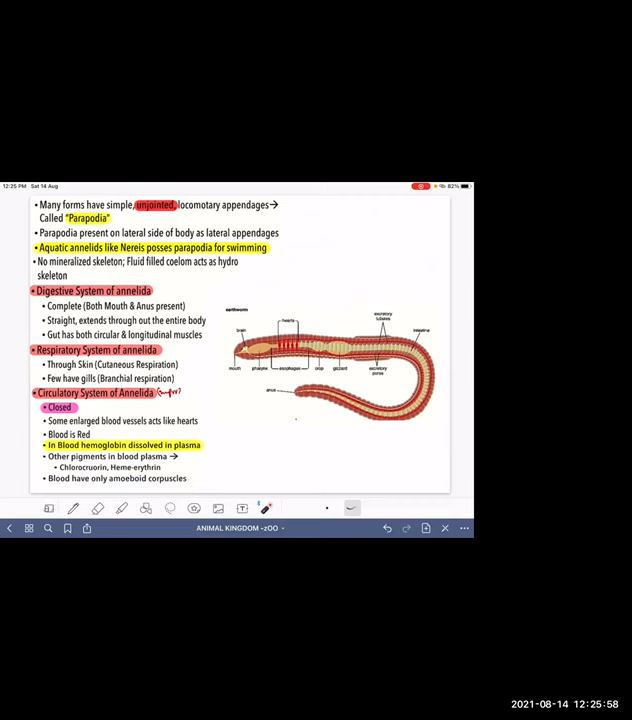 12:25 PM Sat 14 Aug
82%
• Many forms have simple, unjointed, locomotary appendages→
Called "Parapodia"
• Parapodia present on lateral side of body as lateral appendages
• Aquatic annelids like Nereis posses parapodia for swimming
• No mineralized skeleton; Fluid filled coelom acts as hydro
skeleton
• Digestive System of annelida
• Complete (Both Mouth & Anus present)
• Straight, extends through out the entire body
• Gut has both circular & longitudinal muscles
• Respiratory System of annelida
• Through Skin (Cutaneous Respiration)
• Few have gills (Branchial respiration)
• Circulatory System of Annelida
• Closed
• Some enlarged blood vessels acts like hearts
• Blood is Red
• In Blood hemoglobin dissolved in plasma
• Other pigments in blood plasma →
• Chlorocruorin, Heme-erythrin
• Blood have only amoeboid corpuscles
earthworm
excretory
tubules
hearts
brain
intestine
mouth pharynx esophagus crop gizzard
excretory
pores
anus
ANIMAL KINGDOM -zOO
2021-08-14 12:25:58